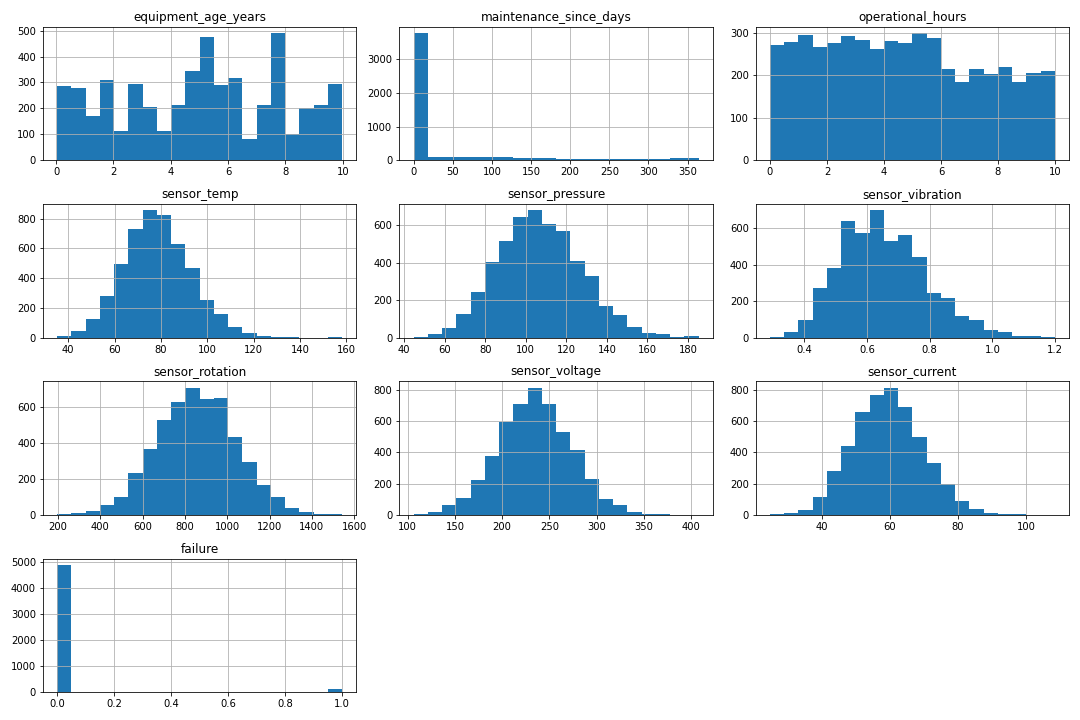 equipment_age_years
500
400
300
200
100
0
0 2 4 6 8 10
maintenance_since_days
3000
2000
1000
0
0 50 100 150 200 250 300 350
operational_hours
300
200
100
0
0 2 4 6 8 10
sensor_temp
800
600
400
200
0
40 60 80 100 120 140 160
sensor_pressure
600
400
200
0
40 60 80 100 120 140 160 180
sensor_vibration
600
400
200
0
0.4 0.6 0.8 1.0 1.2
sensor_rotation
600
400
200
0
200 400 600 800 1000 1200 1400 1600
sensor_voltage
800
600
400
200
0
100 150 200 250 300 350 400
sensor_current
800
600
400
200
0
40 60 80 100
failure
5000
4000
3000
2000
1000
0
0.0 0.2 0.4 0.6 0.8 1.0